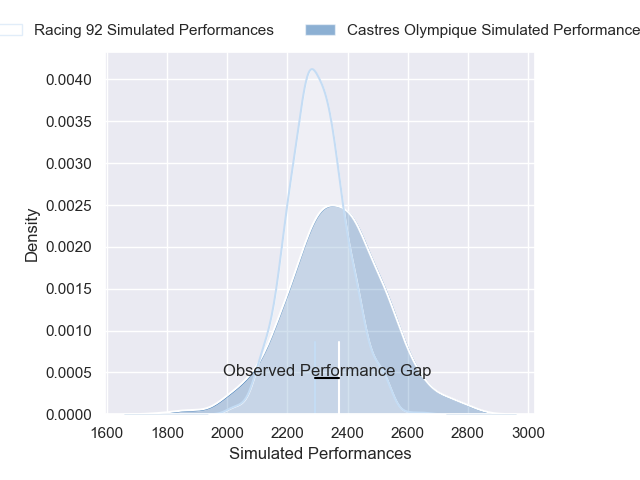 Racing 92 Simulated Performances
Castres Olympique Simulated Performance
0.0040
0.0035
0.0030
0.0025
0.0020
0.0015
0.0010
0.0005
0.0000
Density
Observed Performance Gap
1600 1800 2000 2200 2400 2600 2800 3000
Simulated Performances